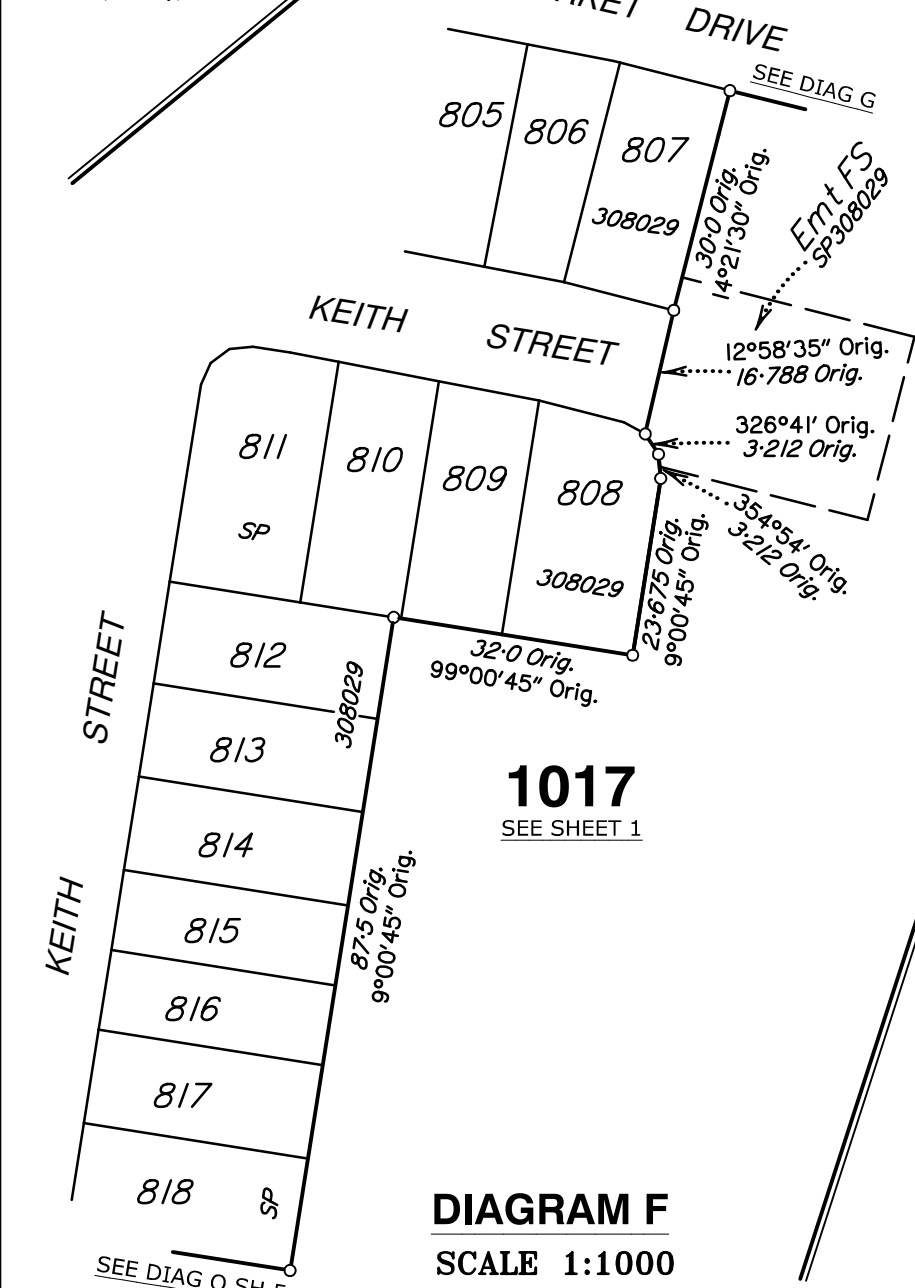 DRIVE
SEE DIAG G
805
806
807
308029
30·0 Orig.
14°21'30" Orig.
Emt FS
SP308029
KEITH STREET
12°58'35" Orig.
16·788 Orig.
326°41' Orig.
3·212 Orig.
354°54' Orig.
3·212 Orig.
811
810
809
808
SP
308029
23·675 Orig.
9°00'45" Orig.
32·0 Orig.
99°00'45" Orig.
812
308029
813
814
815
816
817
818
SP
KEITH STREET
87·5 Orig.
9°00'45" Orig.
1017
SEE SHEET 1
DIAGRAM F
SCALE 1:1000
SEE DIAG O SH